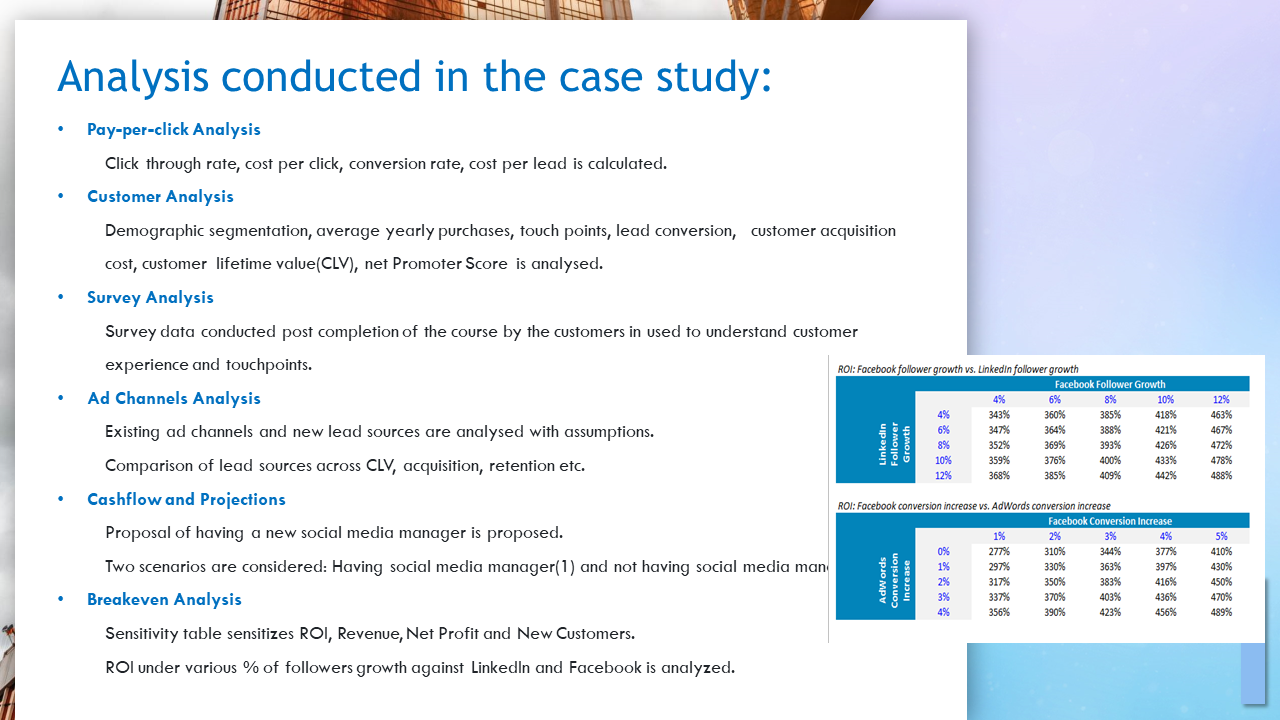 Analysis conducted in the case study:
• Pay-per-click Analysis
Click through rate, cost per click, conversion rate, cost per lead is calculated.
• Customer Analysis
Demographic segmentation, average yearly purchases, touch points, lead conversion, customer acquisition
cost, customer lifetime value(CLV), net Promoter Score is analysed.
• Survey Analysis
Survey data conducted post completion of the course by the customers in used to understand customer
experience and touchpoints.
• Ad Channels Analysis
Existing ad channels and new lead sources are analysed with assumptions.
Comparison of lead sources across CLV, acquisition, retention etc.
• Cashflow and Projections
Proposal of having a new social media manager is proposed.
Two scenarios are considered: Having social media manager(1) and not having social media
• Breakeven Analysis
Sensitivity table sensitizes ROI, Revenue, Net Profit and New Customers.
ROI under various % of followers growth against LinkedIn and Facebook is analyzed.
ROI: Facebook follower growth vs. LinkedIn follower growth
Facebook Follower Growth
4% 6% 8% 10% 12%
LinkedIn
Follower
Growth
4% 343% 360% 385% 418% 463%
6% 347% 364% 388% 421% 467%
8% 352% 369% 393% 426% 472%
10% 359% 376% 400% 433% 478%
12% 368% 385% 409% 442% 488%
ROI: Facebook conversion increase vs. AdWords conversion increase
Facebook Conversion Increase
1% 2% 3% 4% 5%
AdWords
Conversion
Increase
0% 277% 310% 344% 377% 410%
1% 297% 330% 363% 397% 430%
2% 317% 350% 383% 416% 450%
3% 337% 370% 403% 436% 470%
4% 356% 390% 423% 456% 489%